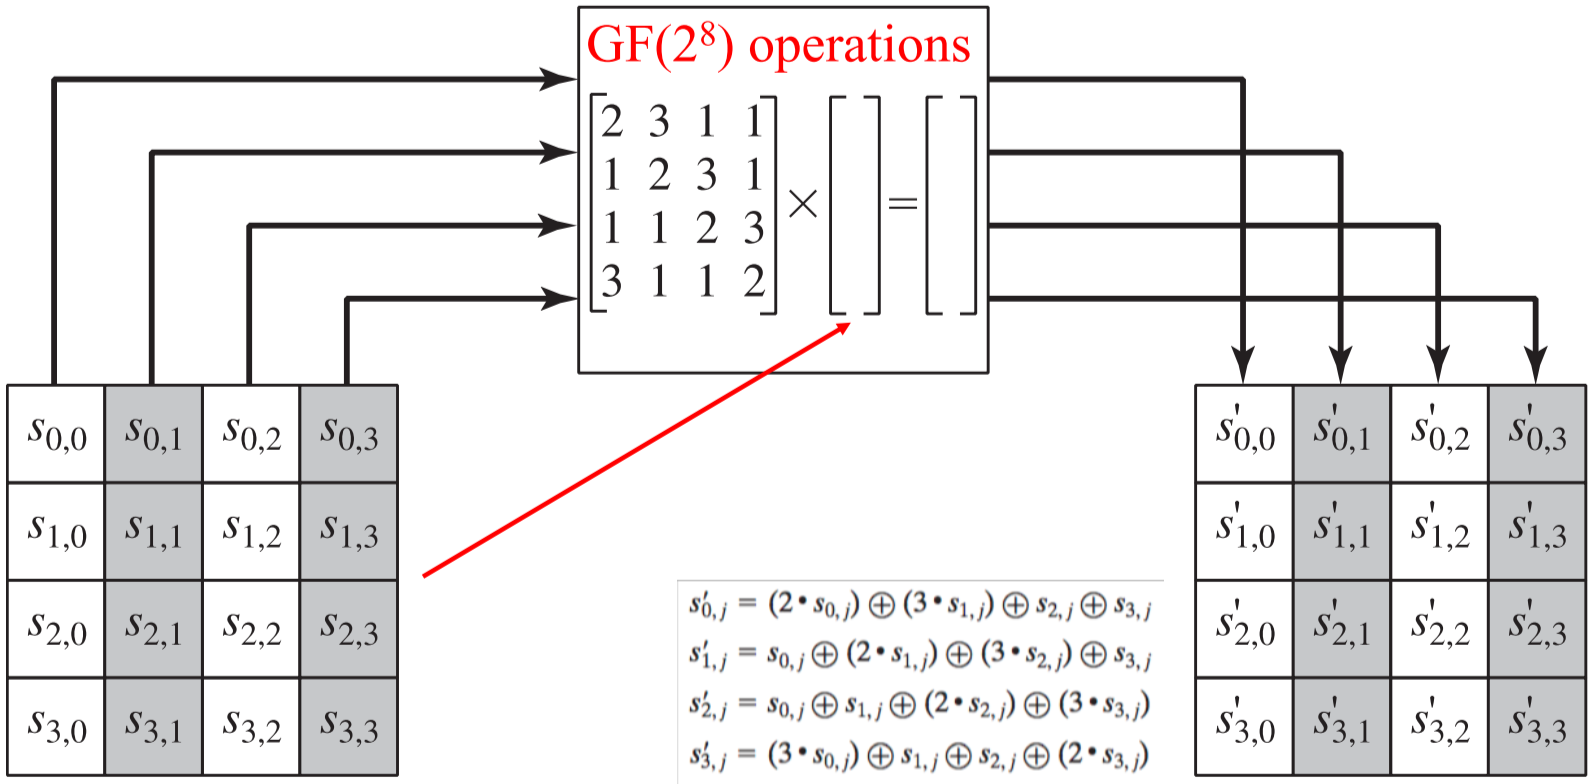 GF(2⁸) operations
2 3 1 1
1 2 3 1
1 1 2 3
3 1 1 2
× =
s0,0 s0,1 s0,2 s0,3
s1,0 s1,1 s1,2 s1,3
s2,0 s2,1 s2,2 s2,3
s3,0 s3,1 s3,2 s3,3
s'0,j = (2 • s0,j) ⊕ (3 • s1,j) ⊕ s2,j ⊕ s3,j
s'1,j = s0,j ⊕ (2 • s1,j) ⊕ (3 • s2,j) ⊕ s3,j
s'2,j = s0,j ⊕ s1,j ⊕ (2 • s2,j) ⊕ (3 • s3,j)
s'3,j = (3 • s0,j) ⊕ s1,j ⊕ s2,j ⊕ (2 • s3,j)
s'0,0 s'0,1 s'0,2 s'0,3
s'1,0 s'1,1 s'1,2 s'1,3
s'2,0 s'2,1 s'2,2 s'2,3
s'3,0 s'3,1 s'3,2 s'3,3